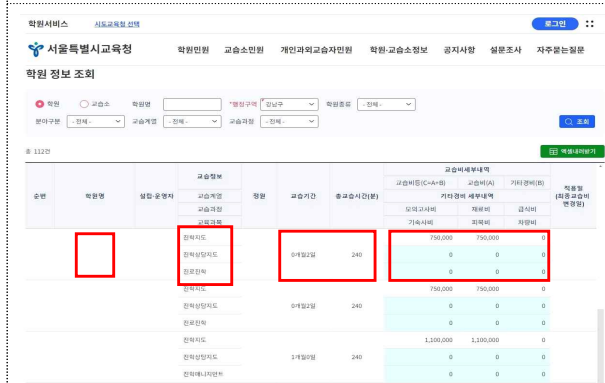 학원서비스 시도교육청 선택 로그인
서울특별시교육청 학원민원 교습소민원 개인과외교습자민원 학원·교습소정보 공지사항 설문조사 자주묻는질문
학원 정보 조회
학원 교습소 학원명 *행정구역 강남구 학원종류 - 전체 -
분야구분 - 전체 - 교습계열 - 전체 - 교습과정 - 전체 - 조회
총 112건 엑셀내려받기
교습비세부내역
교습정보 교습비등(C=A+B) 교습비(A) 기타경비(B)
순번 학원명 설립·운영자 교습계열 정원 교습기간 총교습시간(분) 기타경비 세부내역 적용일 (최종교습비 변경일)
교습과정 모의고사비 재료비 급식비
교육과목 기숙사비 피복비 차량비
진학지도 750,000 750,000 0
진학상담지도 0개월2일 240 0 0 0
진로진학 0 0 0
진학지도 750,000 750,000 0
진학상담지도 0개월2일 240 0 0 0
진로진학 0 0 0
진학지도 1,100,000 1,100,000 0
진학상담지도 1개월0일 240 0 0 0
진학매니지먼트 0 0 0